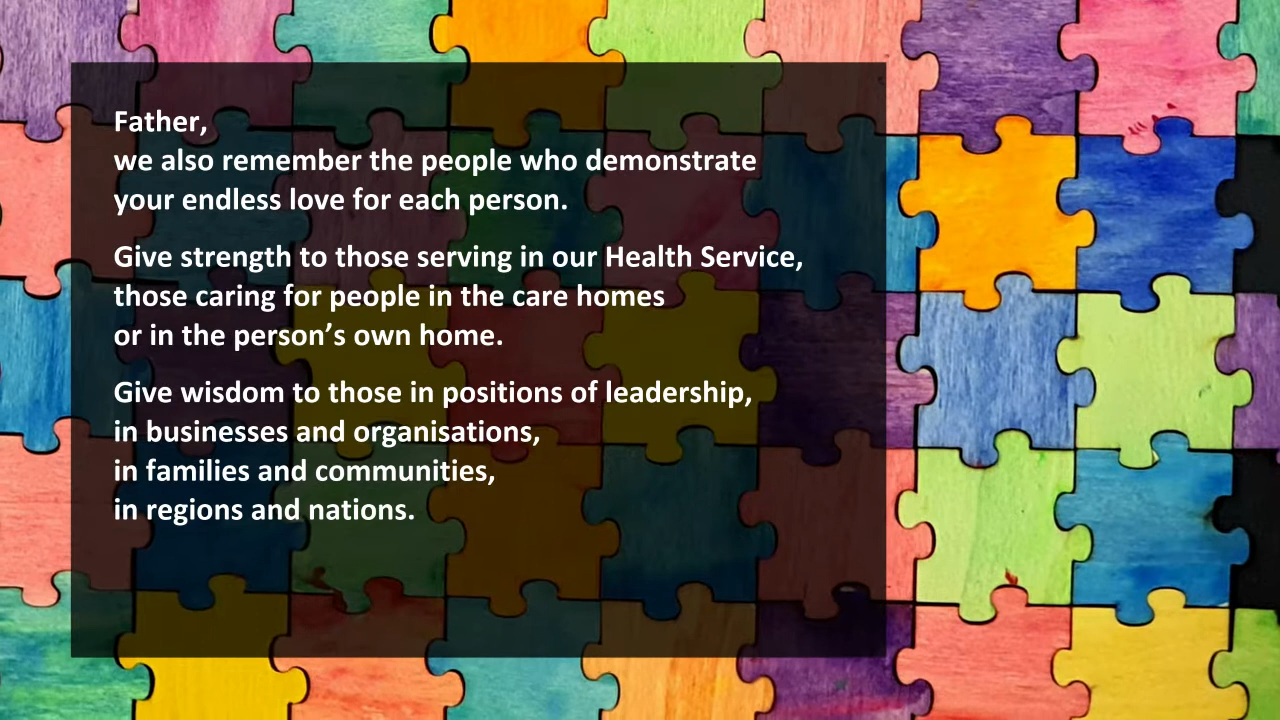 Father,
we also remember the people who demonstrate
your endless love for each person.
Give strength to those serving in our Health Service,
those caring for people in the care homes
or in the person’s own home.
Give wisdom to those in positions of leadership,
in businesses and organisations,
in families and communities,
in regions and nations.